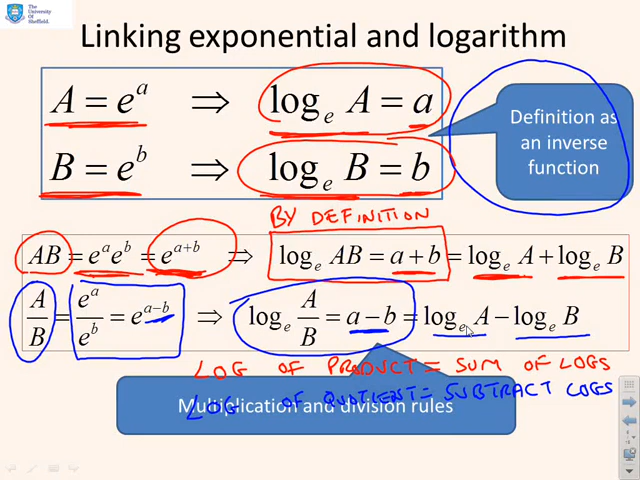 The
University
Of
Sheffield.
Linking exponential and logarithm
A = e^a ⇒ log_e A = a
B = e^b ⇒ log_e B = b
Definition as
an inverse
function
BY DEFINITION
AB = e^a e^b = e^{a+b} ⇒ log_e AB = a + b = log_e A + log_e B
A/B = e^a/e^b = e^{a−b} ⇒ log_e A/B = a − b = log_e A − log_e B
LOG OF PRODUCT = SUM OF LOGS
LOG OF QUOTIENT = SUBTRACT LOGS
Multiplication and division rules